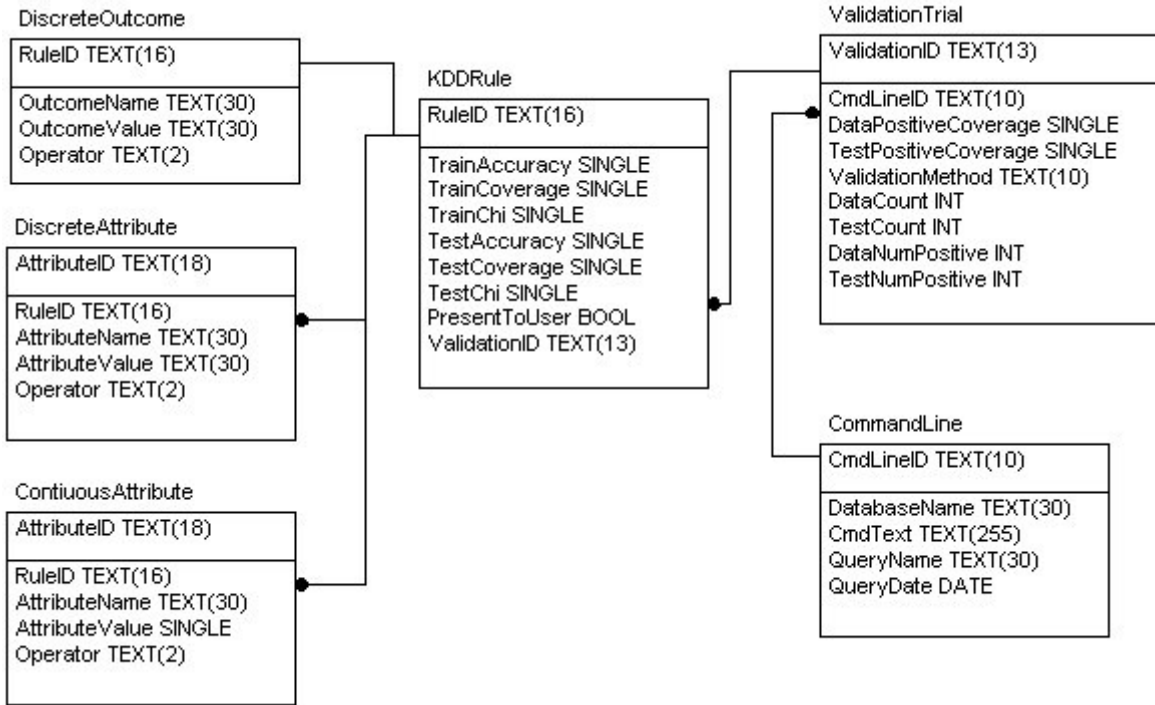 DiscreteOutcome
RuleID TEXT(16)
OutcomeName TEXT(30)
OutcomeValue TEXT(30)
Operator TEXT(2)
DiscreteAttribute
AttributeID TEXT(18)
RuleID TEXT(16)
AttributeName TEXT(30)
AttributeValue TEXT(30)
Operator TEXT(2)
ContiuousAttribute
AttributeID TEXT(18)
RuleID TEXT(16)
AttributeName TEXT(30)
AttributeValue SINGLE
Operator TEXT(2)
KDDRule
RuleID TEXT(16)
TrainAccuracy SINGLE
TrainCoverage SINGLE
TrainChi SINGLE
TestAccuracy SINGLE
TestCoverage SINGLE
TestChi SINGLE
PresentToUser BOOL
ValidationID TEXT(13)
ValidationTrial
ValidationID TEXT(13)
CmdLineID TEXT(10)
DataPositiveCoverage SINGLE
TestPositiveCoverage SINGLE
ValidationMethod TEXT(10)
DataCount INT
TestCount INT
DataNumPositive INT
TestNumPositive INT
CommandLine
CmdLineID TEXT(10)
DatabaseName TEXT(30)
CmdText TEXT(255)
QueryName TEXT(30)
QueryDate DATE